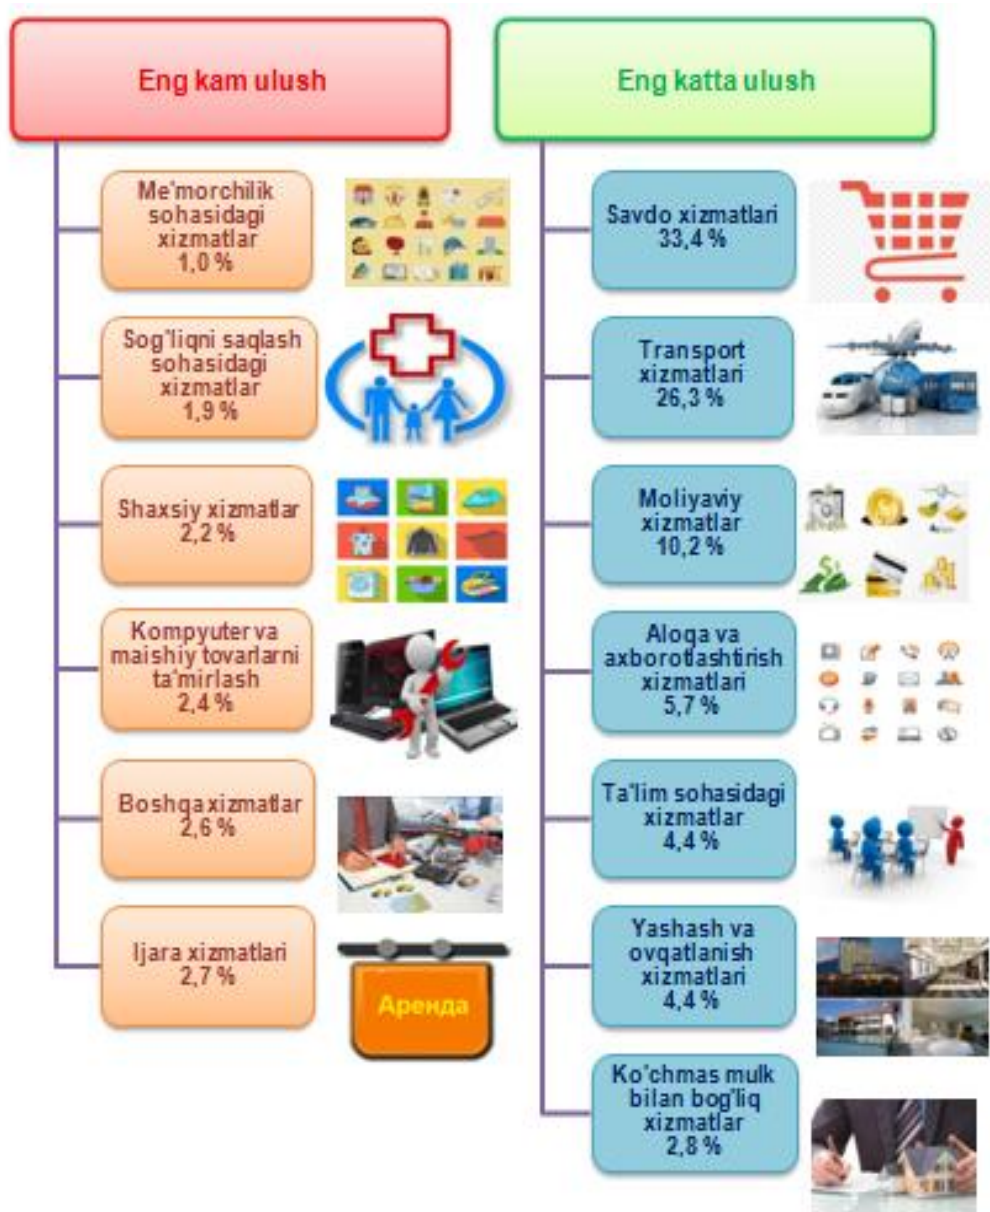 Eng kam ulush
Me'morchilik
sohasidagi
xizmatlar
1,0 %
Sog'liqni saqlash
sohasidagi
xizmatlar
1,9 %
Shaxsiy xizmatlar
2,2 %
Kompyuter va
maishiy tovarlarni
ta'mirlash
2,4 %
Boshqa xizmatlar
2,6 %
Ijara xizmatlari
2,7 %
Аренда
Eng katta ulush
Savdo xizmatlari
33,4 %
Transport
xizmatlari
26,3 %
Moliyaviy
xizmatlar
10,2 %
Aloqa va
axborotlashtirish
xizmatlari
5,7 %
Ta'lim sohasidagi
xizmatlar
4,4 %
Yashash va
ovqatlanish
xizmatlari
4,4 %
Ko'chmas mulk
bilan bog'liq
xizmatlar
2,8 %